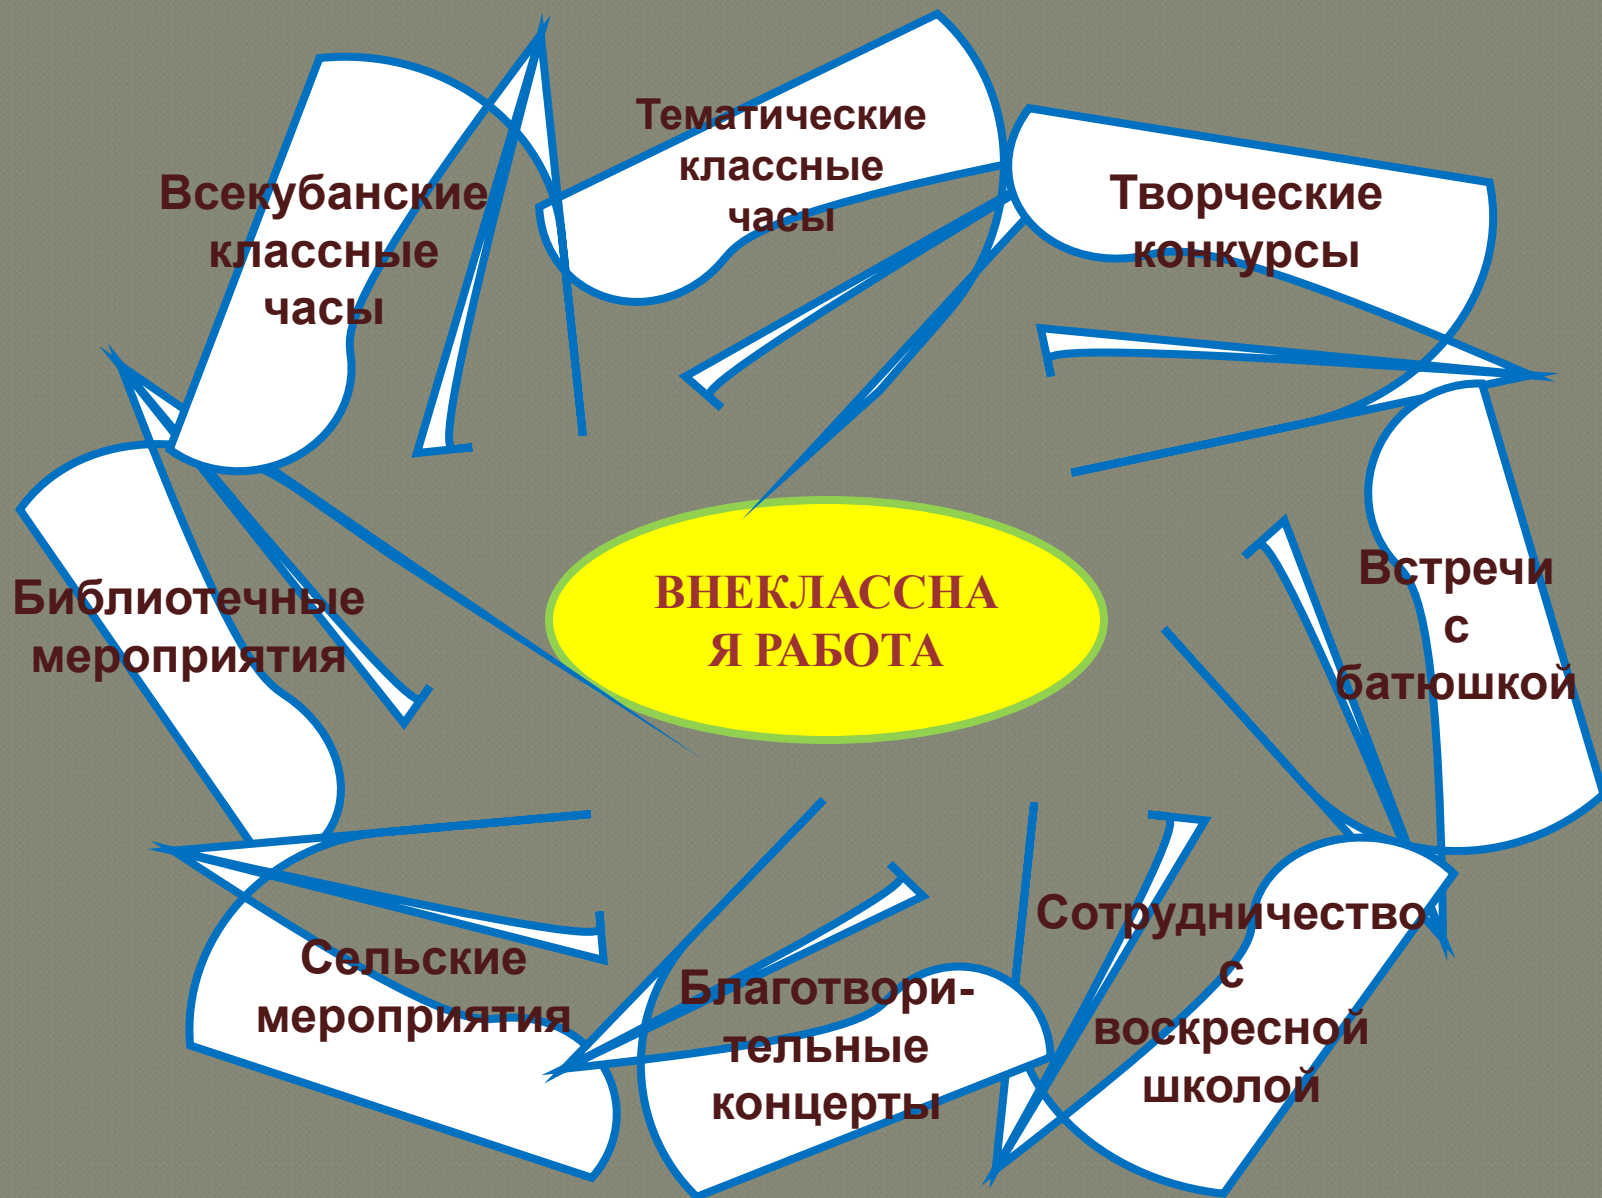 Тематические
классные
часы
Всекубанские
классные
часы
Творческие
конкурсы
Встречи
с
батюшкой
Библиотечные
мероприятия
ВНЕКЛАССНА
Я РАБОТА
Сотрудничество
с
воскресной
школой
Сельские
мероприятия
Благотвори-
тельные
концерты